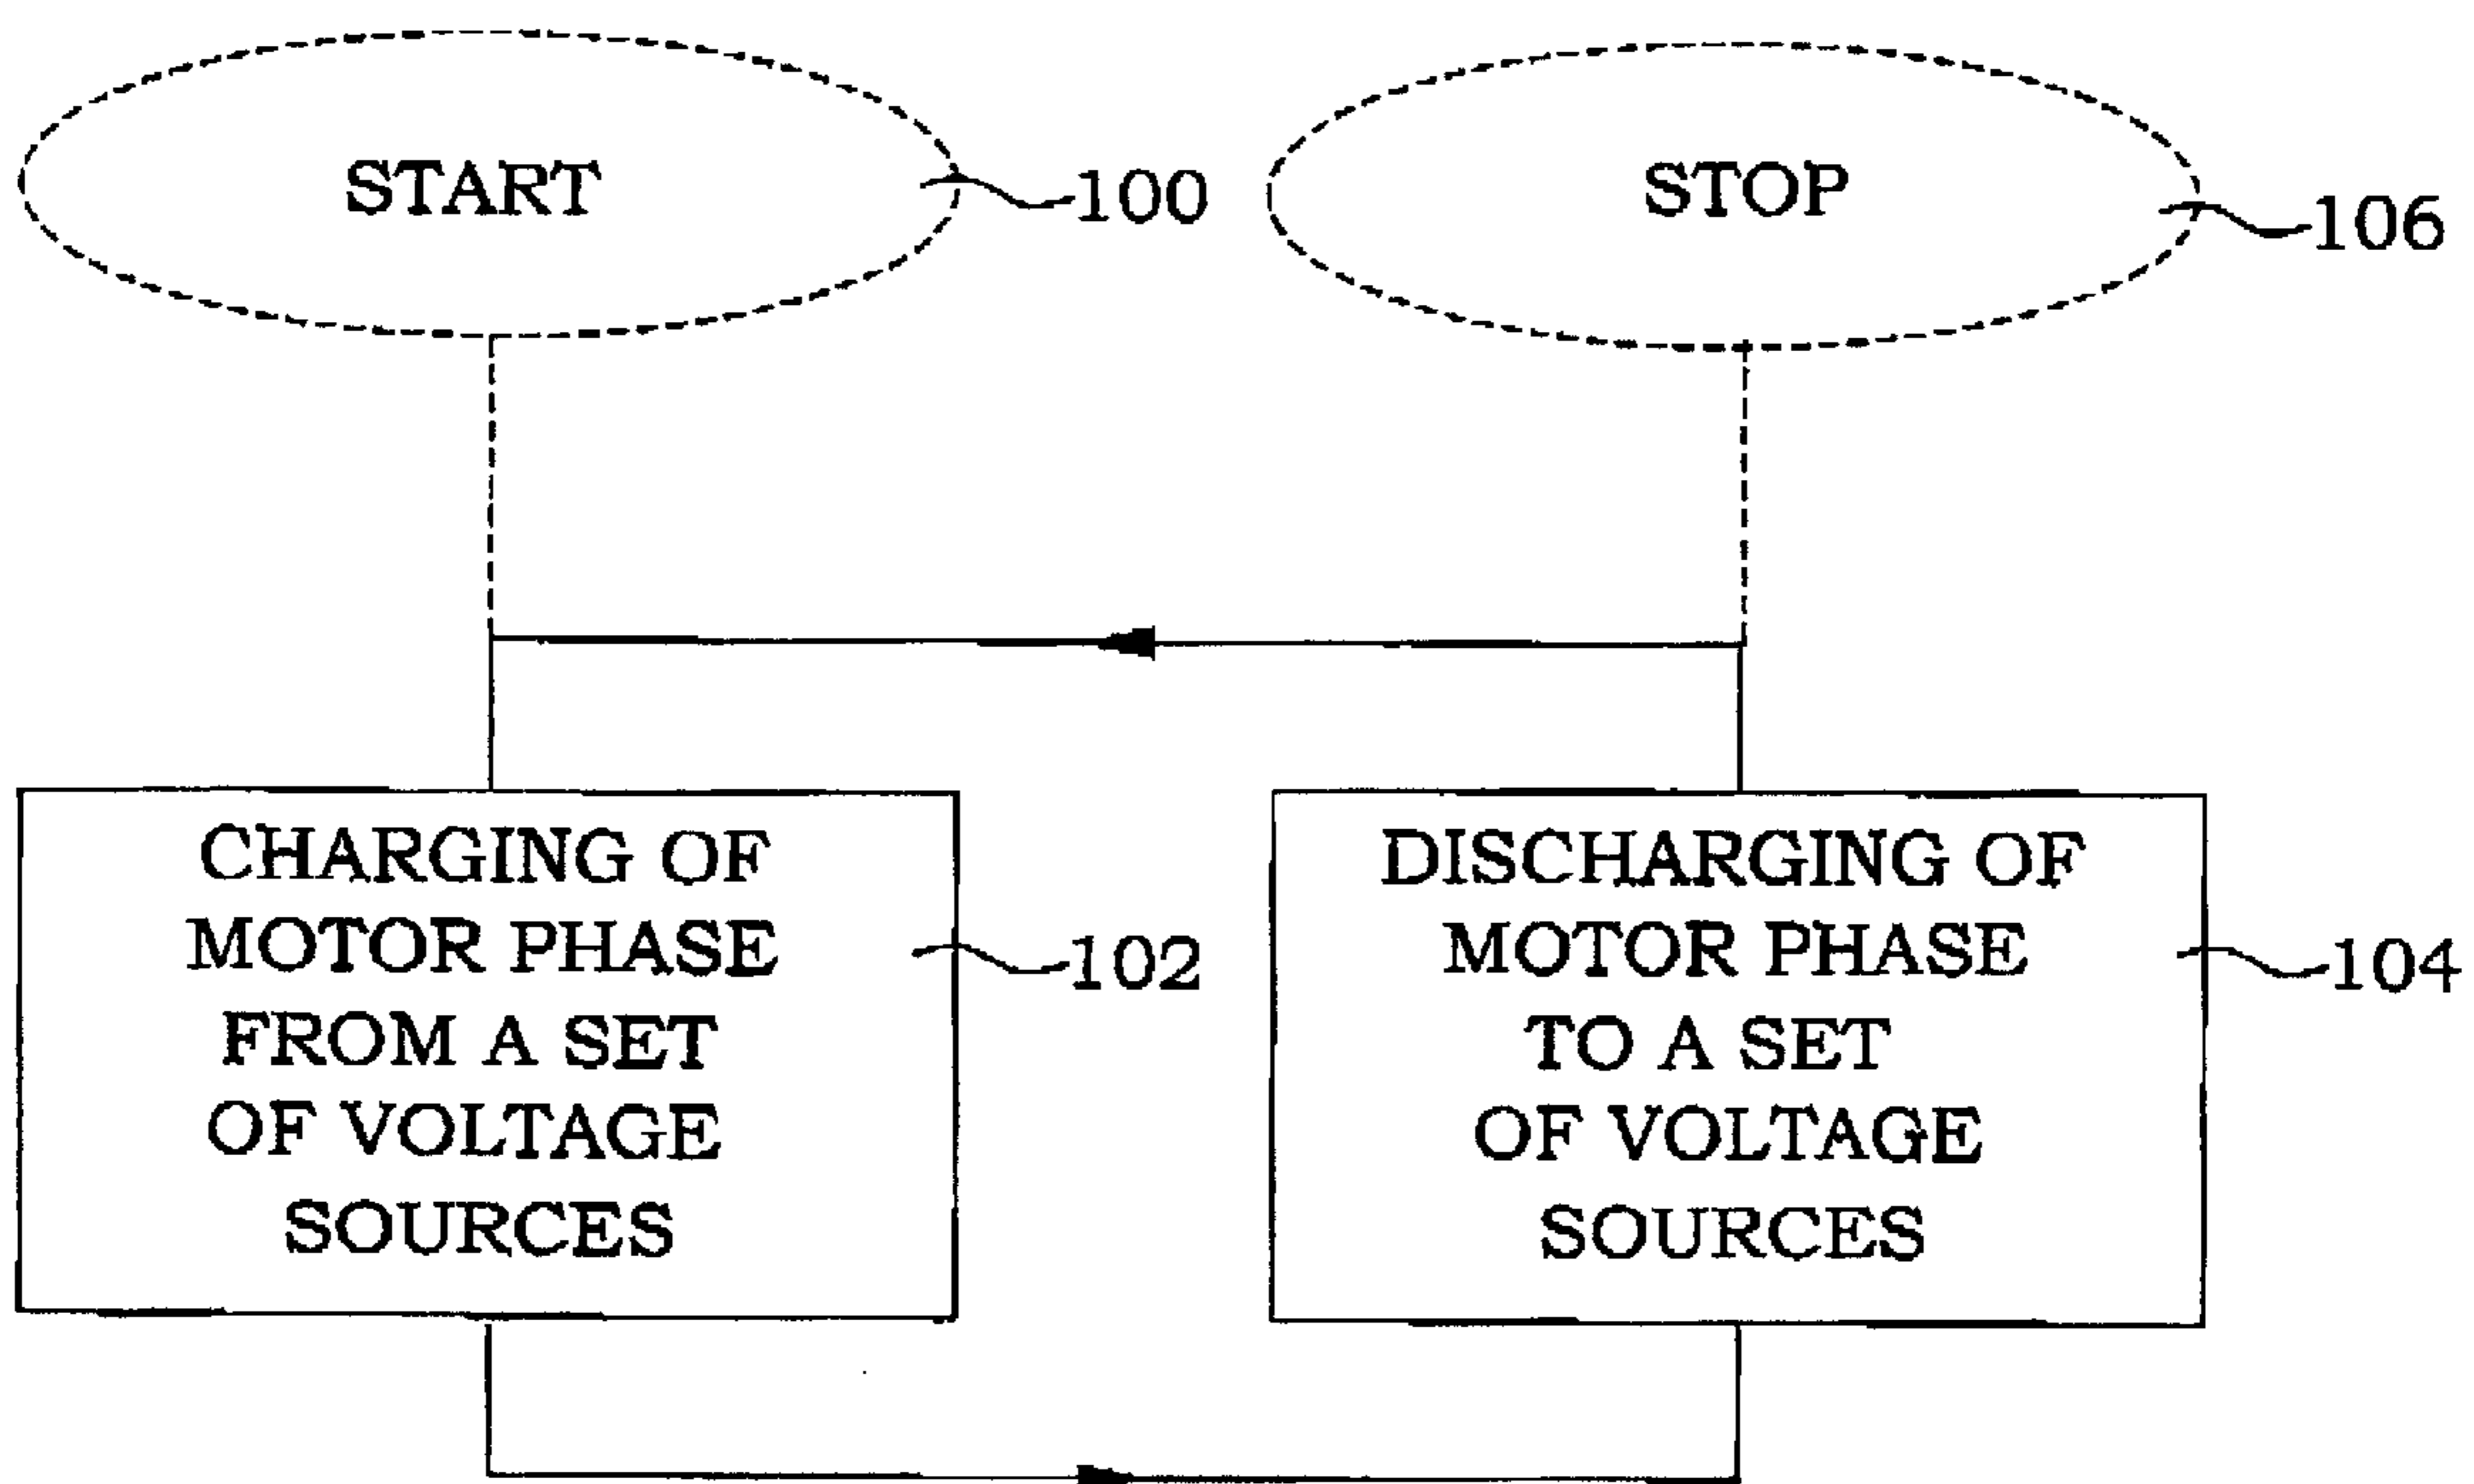 START
100
STOP
106
CHARGING OF
MOTOR PHASE
FROM A SET
OF VOLTAGE
SOURCES
102
DISCHARGING OF
MOTOR PHASE
TO A SET
OF VOLTAGE
SOURCES
104